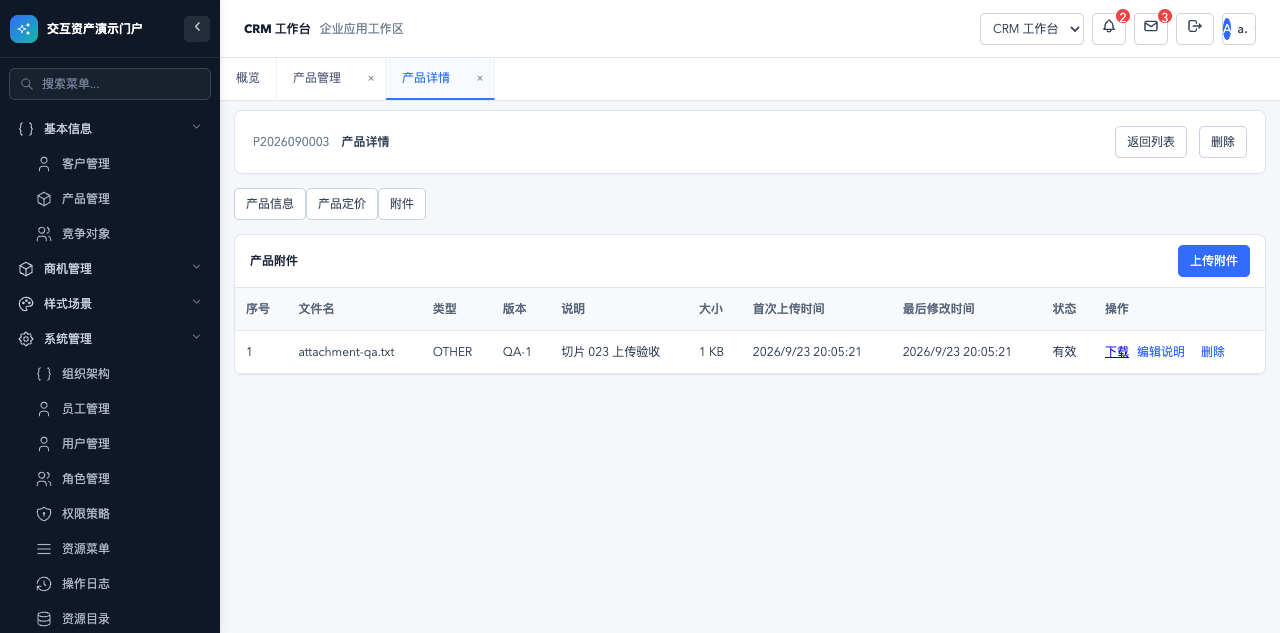 交互资产演示门户
搜索菜单...
基本信息
客户管理
产品管理
竞争对象
商机管理
样式场景
系统管理
组织架构
员工管理
用户管理
角色管理
权限策略
资源菜单
操作日志
资源目录
CRM 工作台 企业应用工作区
CRM 工作台 2 3 A a.
概览 产品管理 × 产品详情 ×
P2026090003 产品详情 返回列表 删除
产品信息 产品定价 附件
产品附件 上传附件
序号 文件名 类型 版本 说明 大小 首次上传时间 最后修改时间 状态 操作
1 attachment-qa.txt OTHER QA-1 切片 023 上传验收 1 KB 2026/9/23 20:05:21 2026/9/23 20:05:21 有效 下载 编辑说明 删除